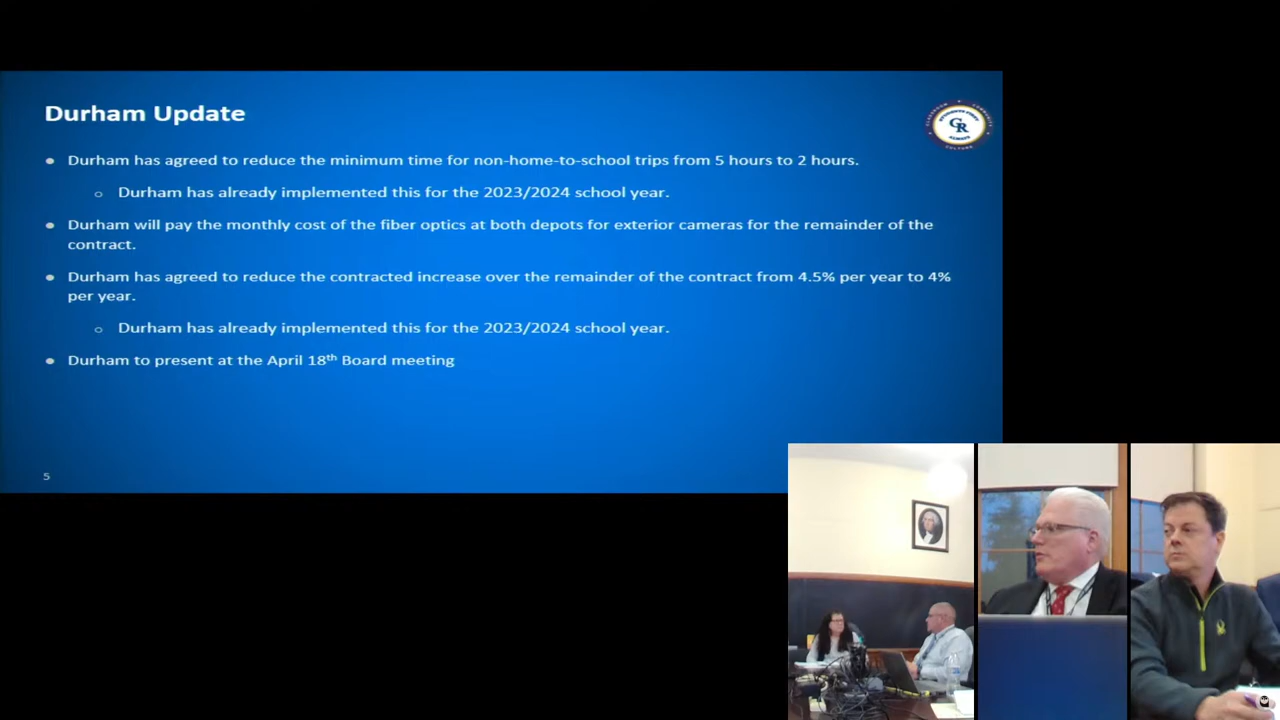 Durham Update
• Durham has agreed to reduce the minimum time for non-home-to-school trips from 5 hours to 2 hours.
o Durham has already implemented this for the 2023/2024 school year.
• Durham will pay the monthly cost of the fiber optics at both depots for exterior cameras for the remainder of the
contract.
• Durham has agreed to reduce the contracted increase over the remainder of the contract from 4.5% per year to 4%
per year.
o Durham has already implemented this for the 2023/2024 school year.
• Durham to present at the April 18th Board meeting
5
STUDENTS FIRST
GR
ALWAYS
CULTURE